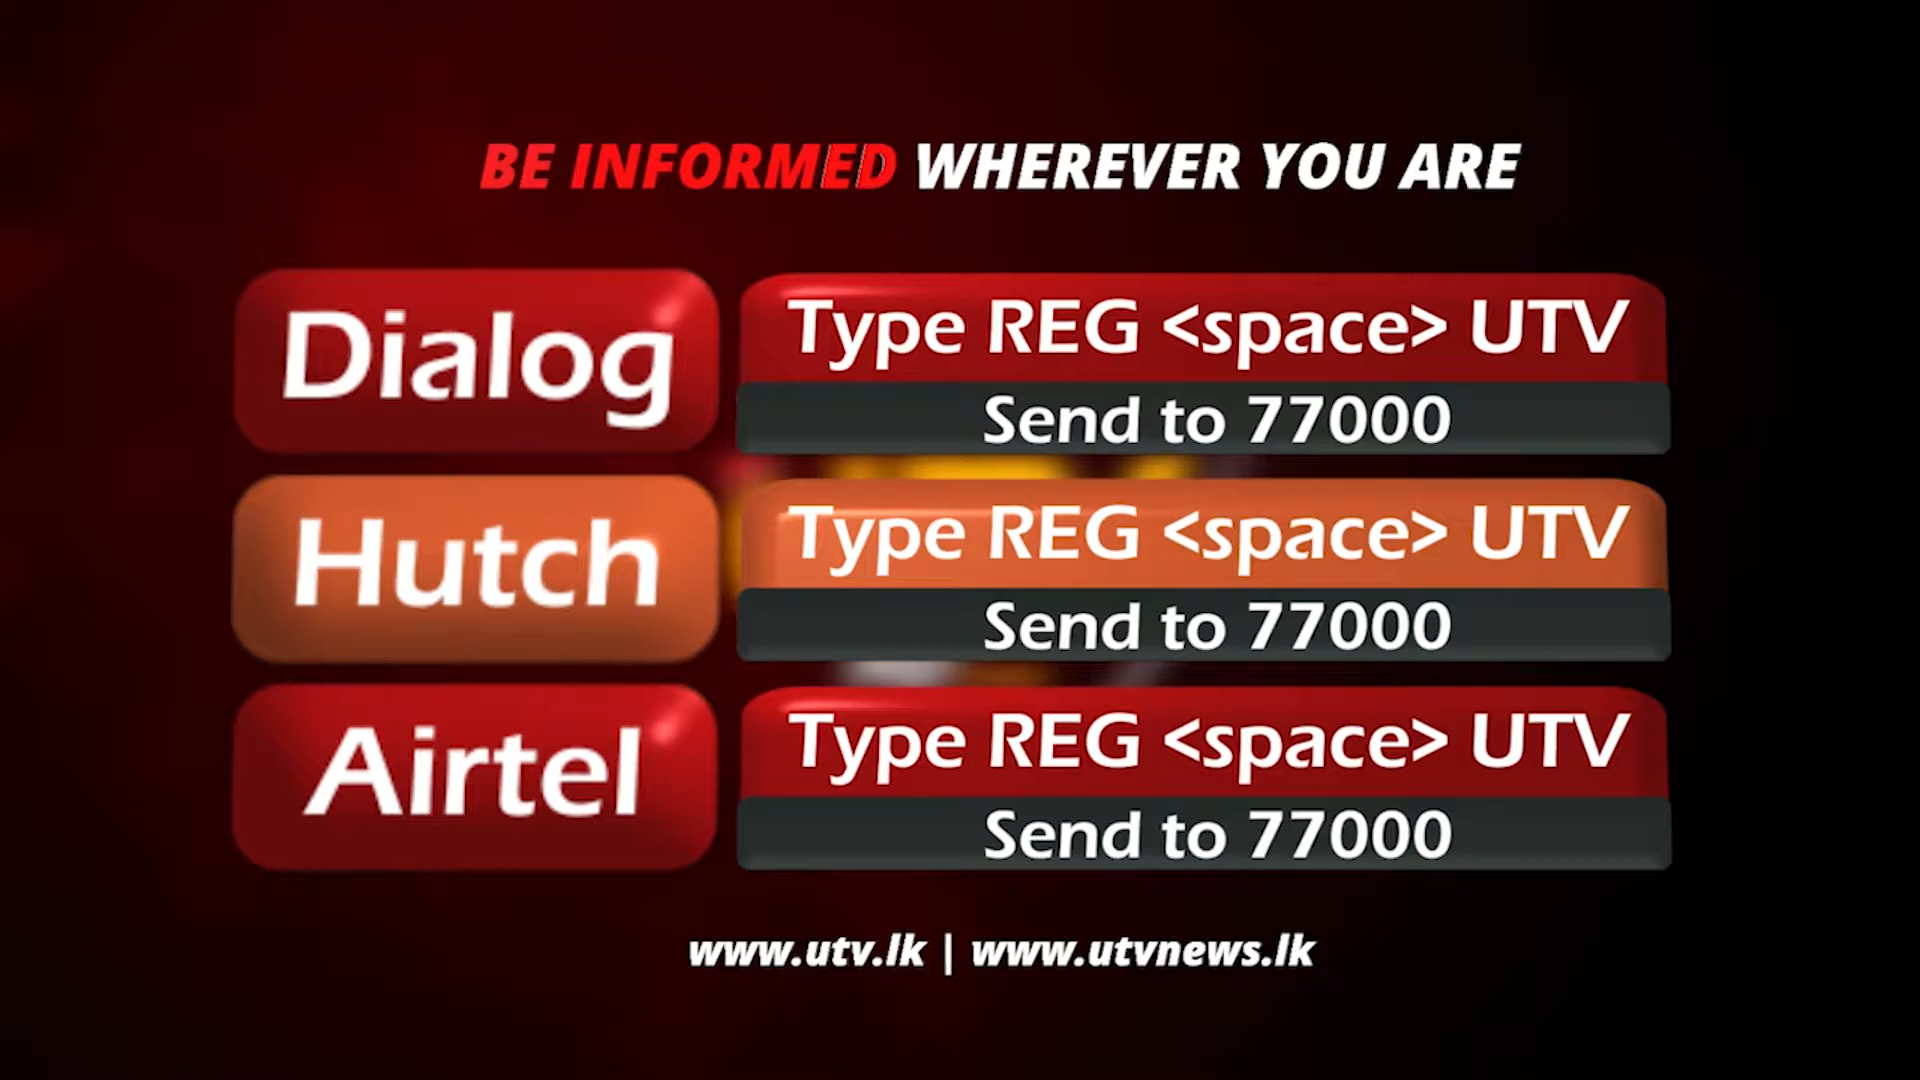 BE INFORMED WHEREVER YOU ARE
Dialog
Type REG <space> UTV
Send to 77000
Hutch
Type REG <space> UTV
Send to 77000
Airtel
Type REG <space> UTV
Send to 77000
www.utv.lk | www.utvnews.lk